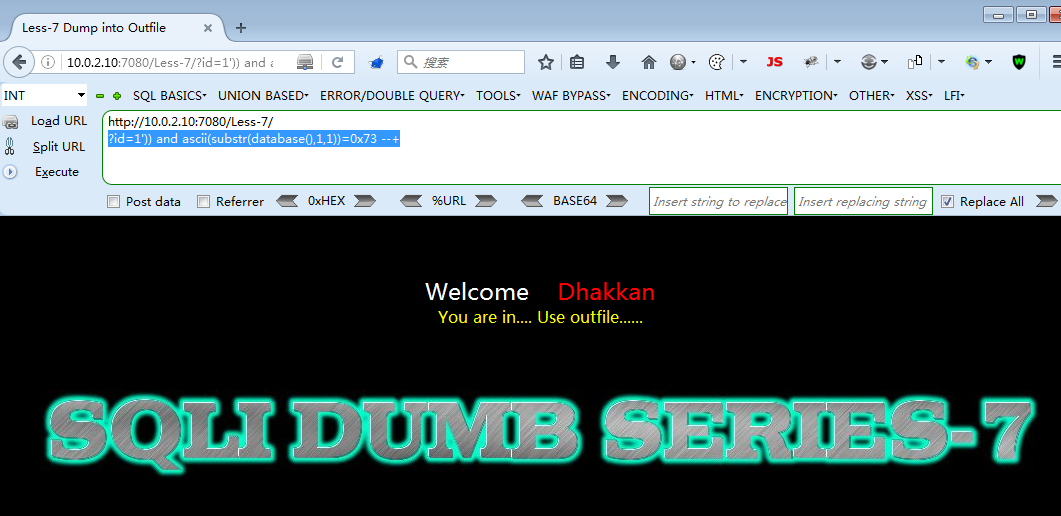 Less-7 Dump into Outfile
10.0.2.10:7080/Less-7/?id=1')) and a
搜索
JS
W
INT
SQL BASICS
UNION BASED
ERROR/DOUBLE QUERY
TOOLS
WAF BYPASS
ENCODING
HTML
ENCRYPTION
OTHER
XSS
LFI
Load URL
http://10.0.2.10:7080/Less-7/
Split URL
?id=1')) and ascii(substr(database(),1,1))=0x73 --+
Execute
Post data
Referrer
0xHEX
%URL
BASE64
Insert string to replace
Insert replacing string
Replace All
Welcome Dhakkan
You are in.... Use outfile......
SQLI DUMB SERIES-7